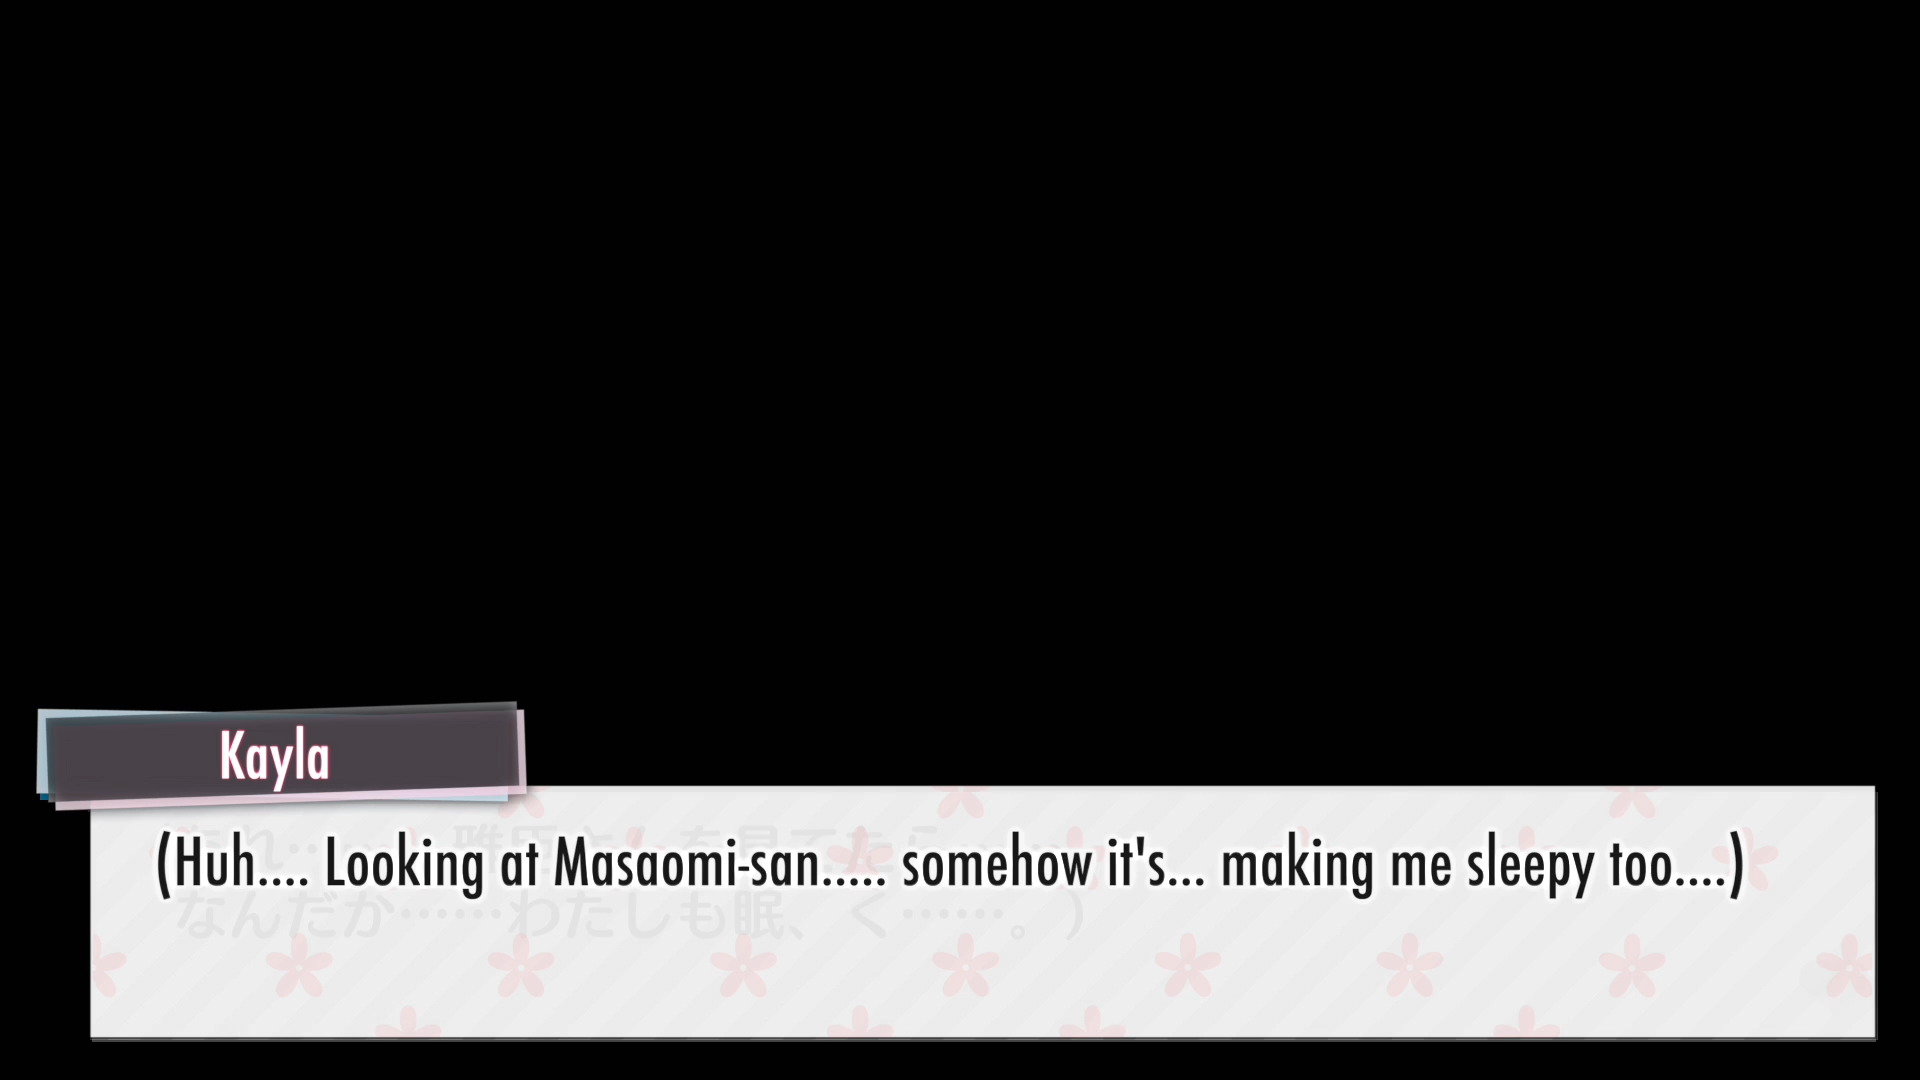 Kayla
(Huh.... Looking at Masaomi-san..... somehow it's... making me sleepy too....)
なんだか……わたしも眠、く……。)